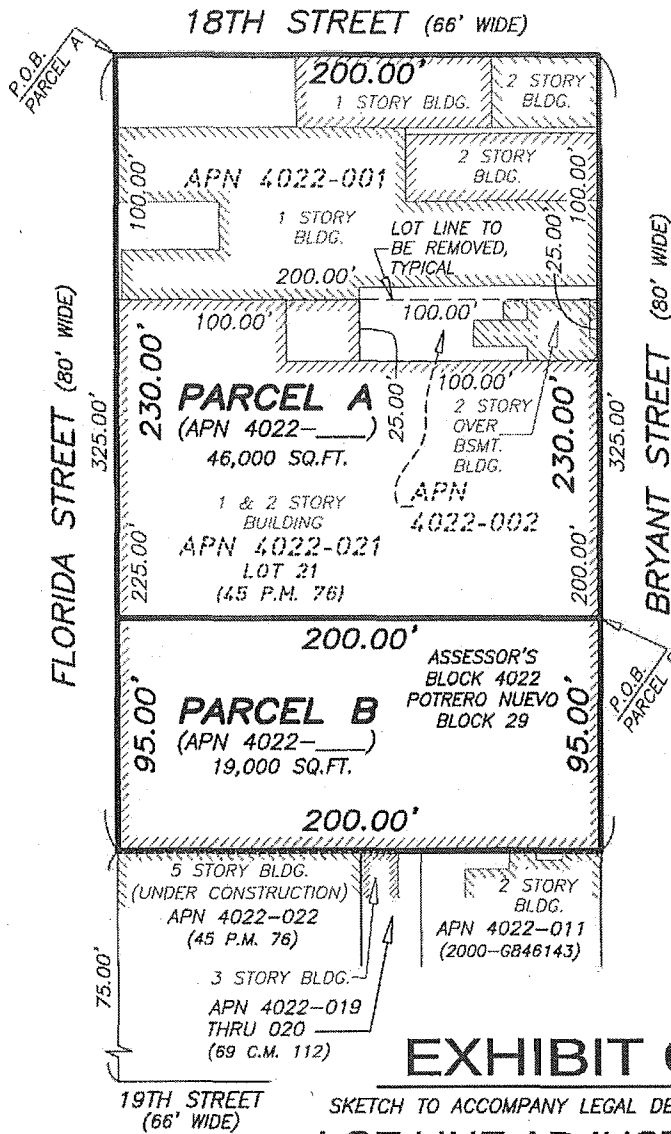 18TH STREET (66' WIDE)
P.O.B.
PARCEL A
200.00'
1 STORY BLDG.
2 STORY
BLDG.
2 STORY
BLDG.
APN 4022-001
100.00'
100.00'
1 STORY
BLDG.
LOT LINE TO
BE REMOVED,
TYPICAL
25.00'
200.00'
100.00'
100.00'
100.00'
25.00'
FLORIDA STREET (80' WIDE)
325.00'
230.00'
PARCEL A
(APN 4022-____)
46,000 SQ.FT.
2 STORY
OVER
BSMT.
BLDG.
230.00'
325.00'
BRYANT STREET (80' WIDE)
APN
4022-002
1 & 2 STORY
BUILDING
APN 4022-021
LOT 21
(45 P.M. 76)
225.00'
200.00'
200.00'
P.O.B.
PARCEL
ASSESSOR'S
BLOCK 4022
POTRERO NUEVO
BLOCK 29
95.00'
PARCEL B
(APN 4022-____)
19,000 SQ.FT.
95.00'
200.00'
5 STORY BLDG.
(UNDER CONSTRUCTION)
APN 4022-022
(45 P.M. 76)
2 STORY
BLDG.
APN 4022-011
(2000-G846143)
75.00'
3 STORY BLDG.
APN 4022-019
THRU 020
(69 C.M. 112)
19TH STREET
(66' WIDE)
EXHIBIT
SKETCH TO ACCOMPANY LEGAL DE